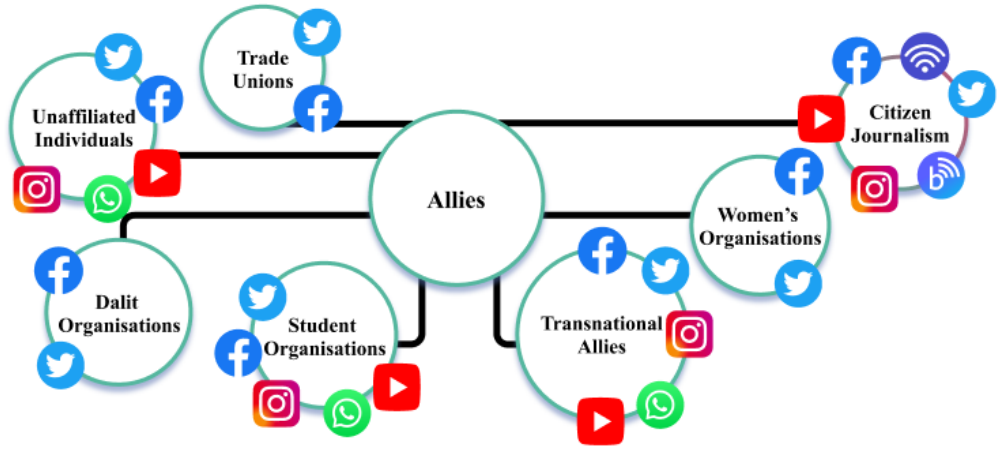 Trade
Unions
Unaffiliated
Individuals
Citizen
Journalism
Allies
Women's
Organisations
Dalit
Organisations
Student
Organisations
Transnational
Allies
b